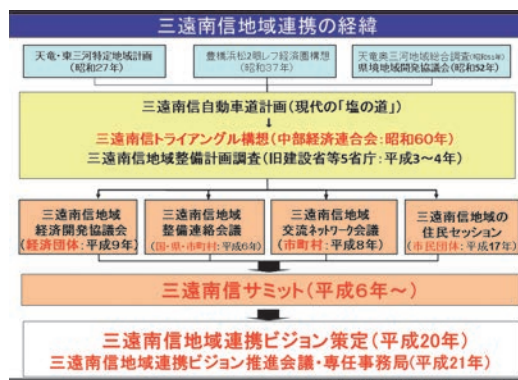 三遠南信地域連携の経緯
天竜・東三河特定地域計画
(昭和27年)
豊橋浜松2眼レフ経済圏構想
(昭和37年)
天竜奥三河地域総合調査(昭和51年)
県境地域開発協議会(昭和52年)
三遠南信自動車道計画(現代の「塩の道」)
↓
三遠南信トライアングル構想(中部経済連合会:昭和60年)
三遠南信地域整備計画調査(旧建設省等5省庁:平成3~4年)
三遠南信地域
経済開発協議会
(経済団体:平成9年)
三遠南信地域
整備連絡会議
(国・県・市町村:平成6年)
三遠南信地域
交流ネットワーク会議
(市町村:平成8年)
三遠南信地域の
住民セッション
(市民団体:平成17年)
三遠南信サミット(平成6年~)
三遠南信地域連携ビジョン策定(平成20年)
三遠南信地域連携ビジョン推進会議・専任事務局(平成21年)